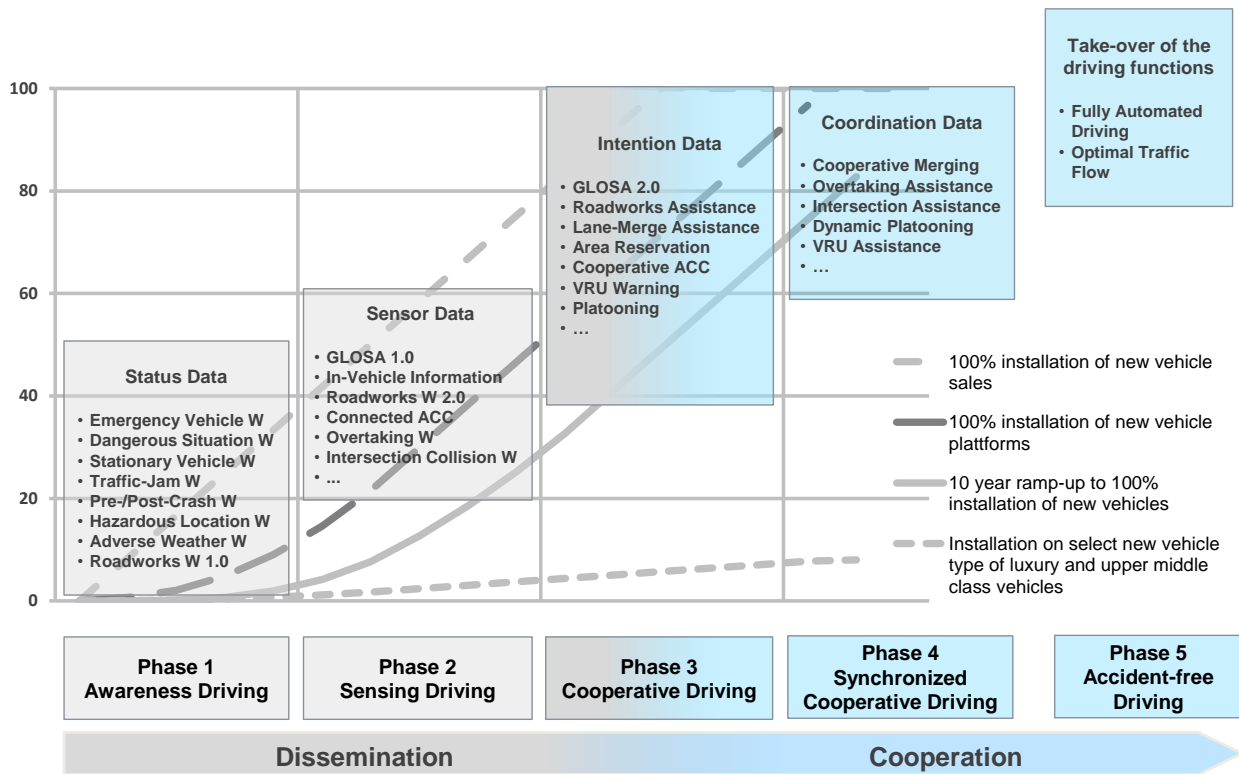 Take-over of the
driving functions
• Fully Automated
Driving
• Optimal Traffic
Flow
100
80
60
40
20
0
Status Data
• Emergency Vehicle W
• Dangerous Situation W
• Stationary Vehicle W
• Traffic-Jam W
• Pre-/Post-Crash W
• Hazardous Location W
• Adverse Weather W
• Roadworks W 1.0
Sensor Data
• GLOSA 1.0
• In-Vehicle Information
• Roadworks W 2.0
• Connected ACC
• Overtaking W
• Intersection Collision W
• ...
Intention Data
• GLOSA 2.0
• Roadworks Assistance
• Lane-Merge Assistance
• Area Reservation
• Cooperative ACC
• VRU Warning
• Platooning
• …
Coordination Data
• Cooperative Merging
• Overtaking Assistance
• Intersection Assistance
• Dynamic Platooning
• VRU Assistance
• …
100% installation of new vehicle
sales
100% installation of new vehicle
plattforms
10 year ramp-up to 100%
installation of new vehicles
Installation on select new vehicle
type of luxury and upper middle
class vehicles
Phase 1
Awareness Driving
Phase 2
Sensing Driving
Phase 3
Cooperative Driving
Phase 4
Synchronized
Cooperative Driving
Phase 5
Accident-free
Driving
Dissemination
Cooperation